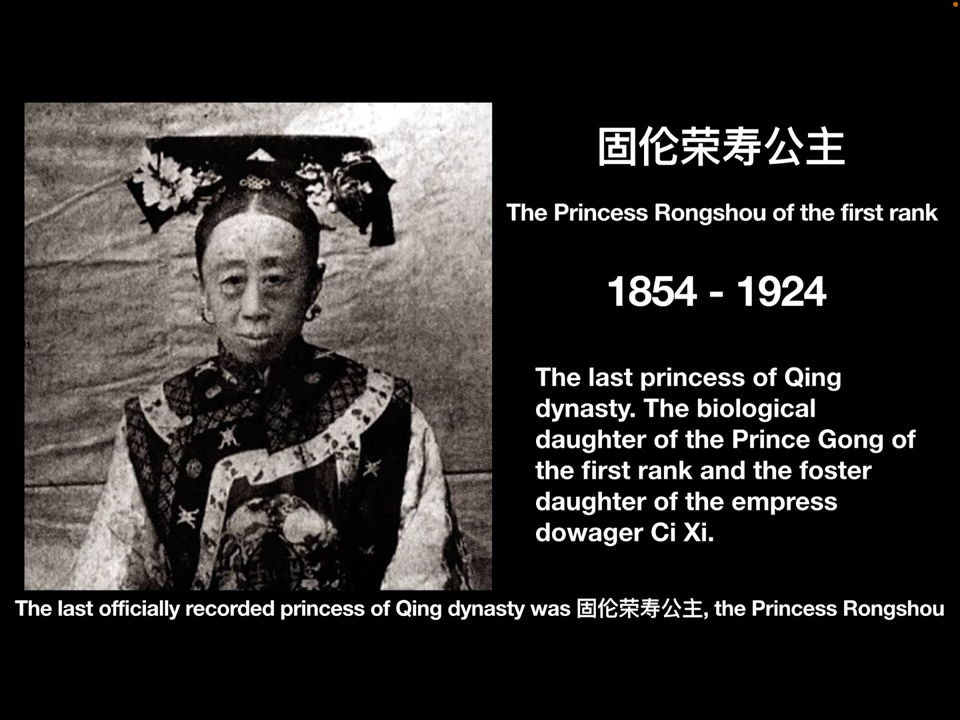 固伦荣寿公主
The Princess Rongshou of the first rank
1854 - 1924
The last princess of Qing
dynasty. The biological
daughter of the Prince Gong of
the first rank and the foster
daughter of the empress
dowager Ci Xi.
The last officially recorded princess of Qing dynasty was 固伦荣寿公主, the Princess Rongshou